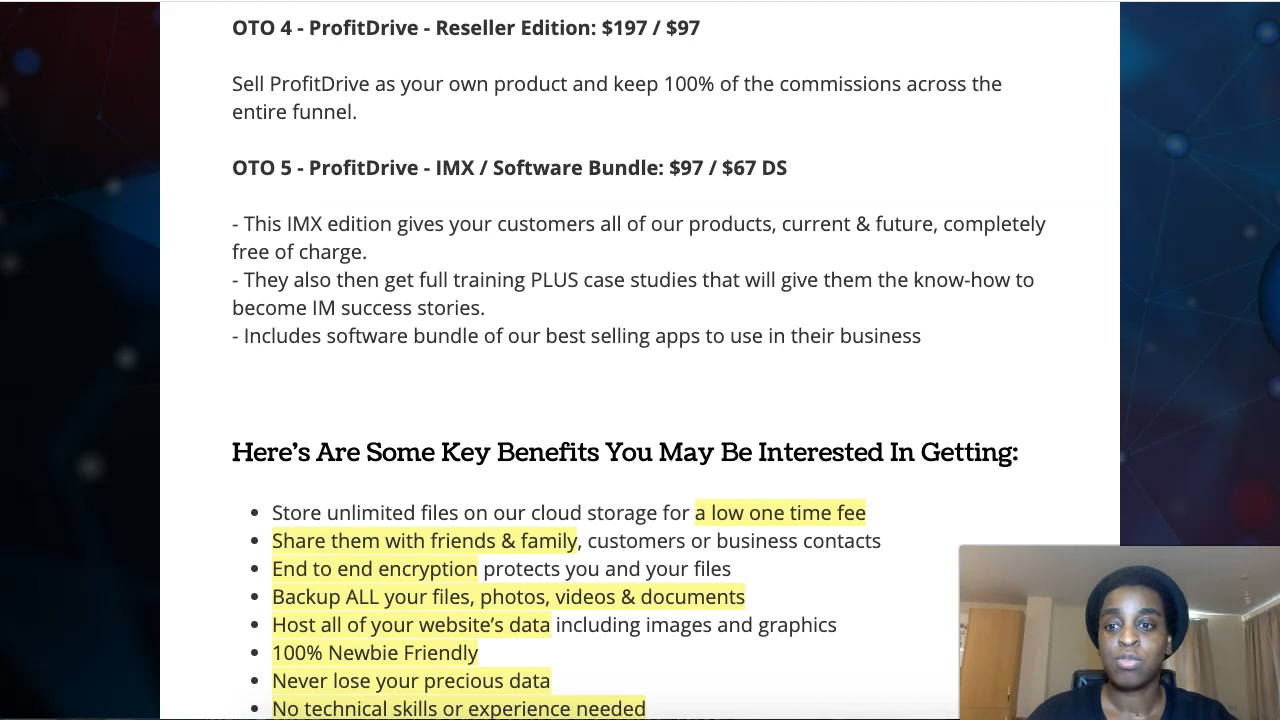 OTO 4 - ProfitDrive - Reseller Edition: $197 / $97
Sell ProfitDrive as your own product and keep 100% of the commissions across the
entire funnel.
OTO 5 - ProfitDrive - IMX / Software Bundle: $97 / $67 DS
- This IMX edition gives your customers all of our products, current & future, completely
free of charge.
- They also then get full training PLUS case studies that will give them the know-how to
become IM success stories.
- Includes software bundle of our best selling apps to use in their business
Here's Are Some Key Benefits You May Be Interested In Getting:
• Store unlimited files on our cloud storage for a low one time fee
• Share them with friends & family, customers or business contacts
• End to end encryption protects you and your files
• Backup ALL your files, photos, videos & documents
• Host all of your website's data including images and graphics
• 100% Newbie Friendly
• Never lose your precious data
• No technical skills or experience needed